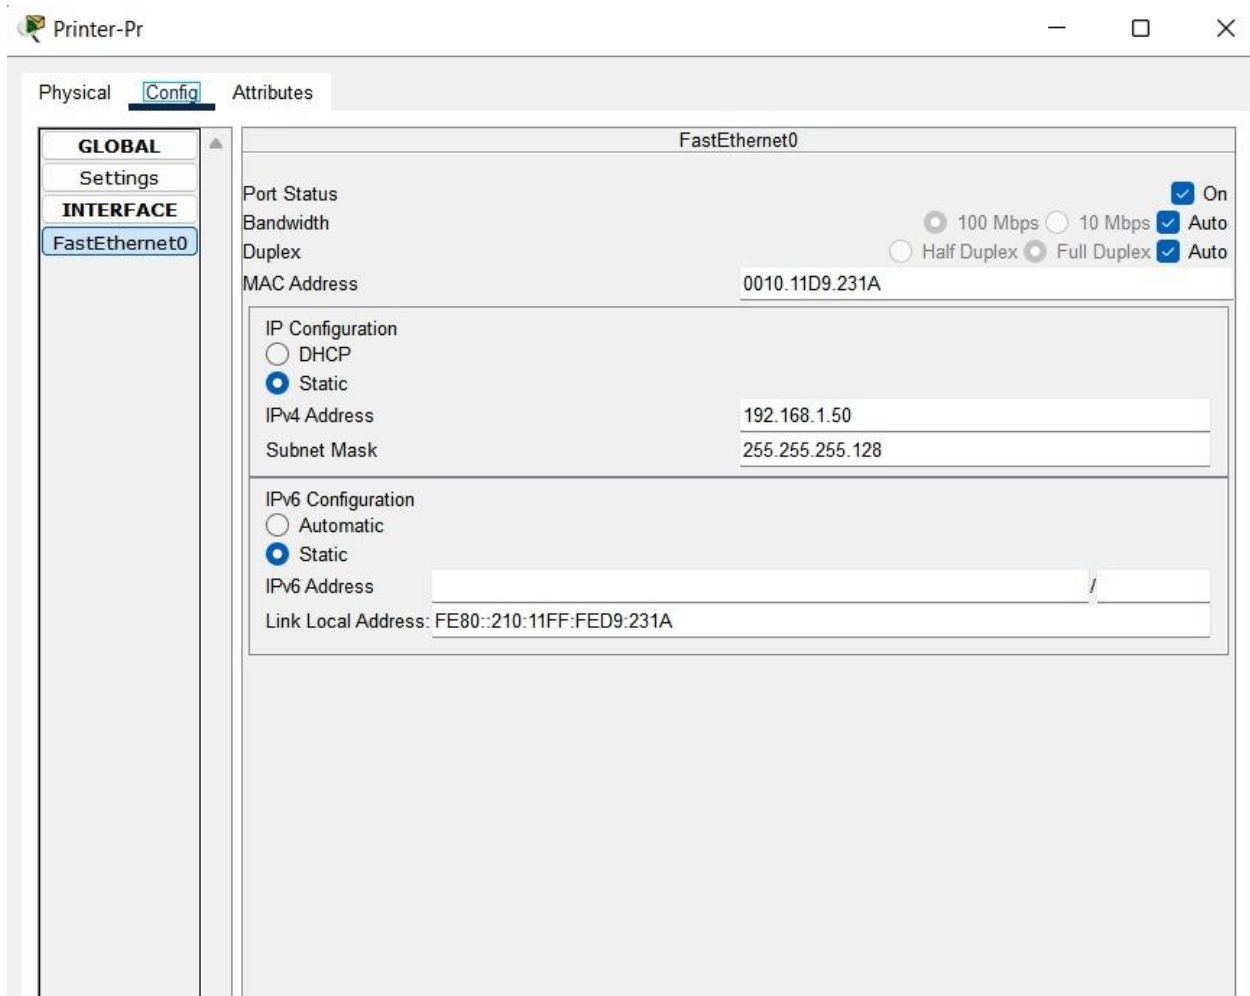 Printer-Pr
Physical Config Attributes
GLOBAL
Settings
INTERFACE
FastEthernet0
FastEthernet0
Port Status On
Bandwidth 100 Mbps 10 Mbps Auto
Duplex Half Duplex Full Duplex Auto
MAC Address 0010.11D9.231A
IP Configuration
DHCP
Static
IPv4 Address 192.168.1.50
Subnet Mask 255.255.255.128
IPv6 Configuration
Automatic
Static
IPv6 Address /
Link Local Address: FE80::210:11FF:FED9:231A